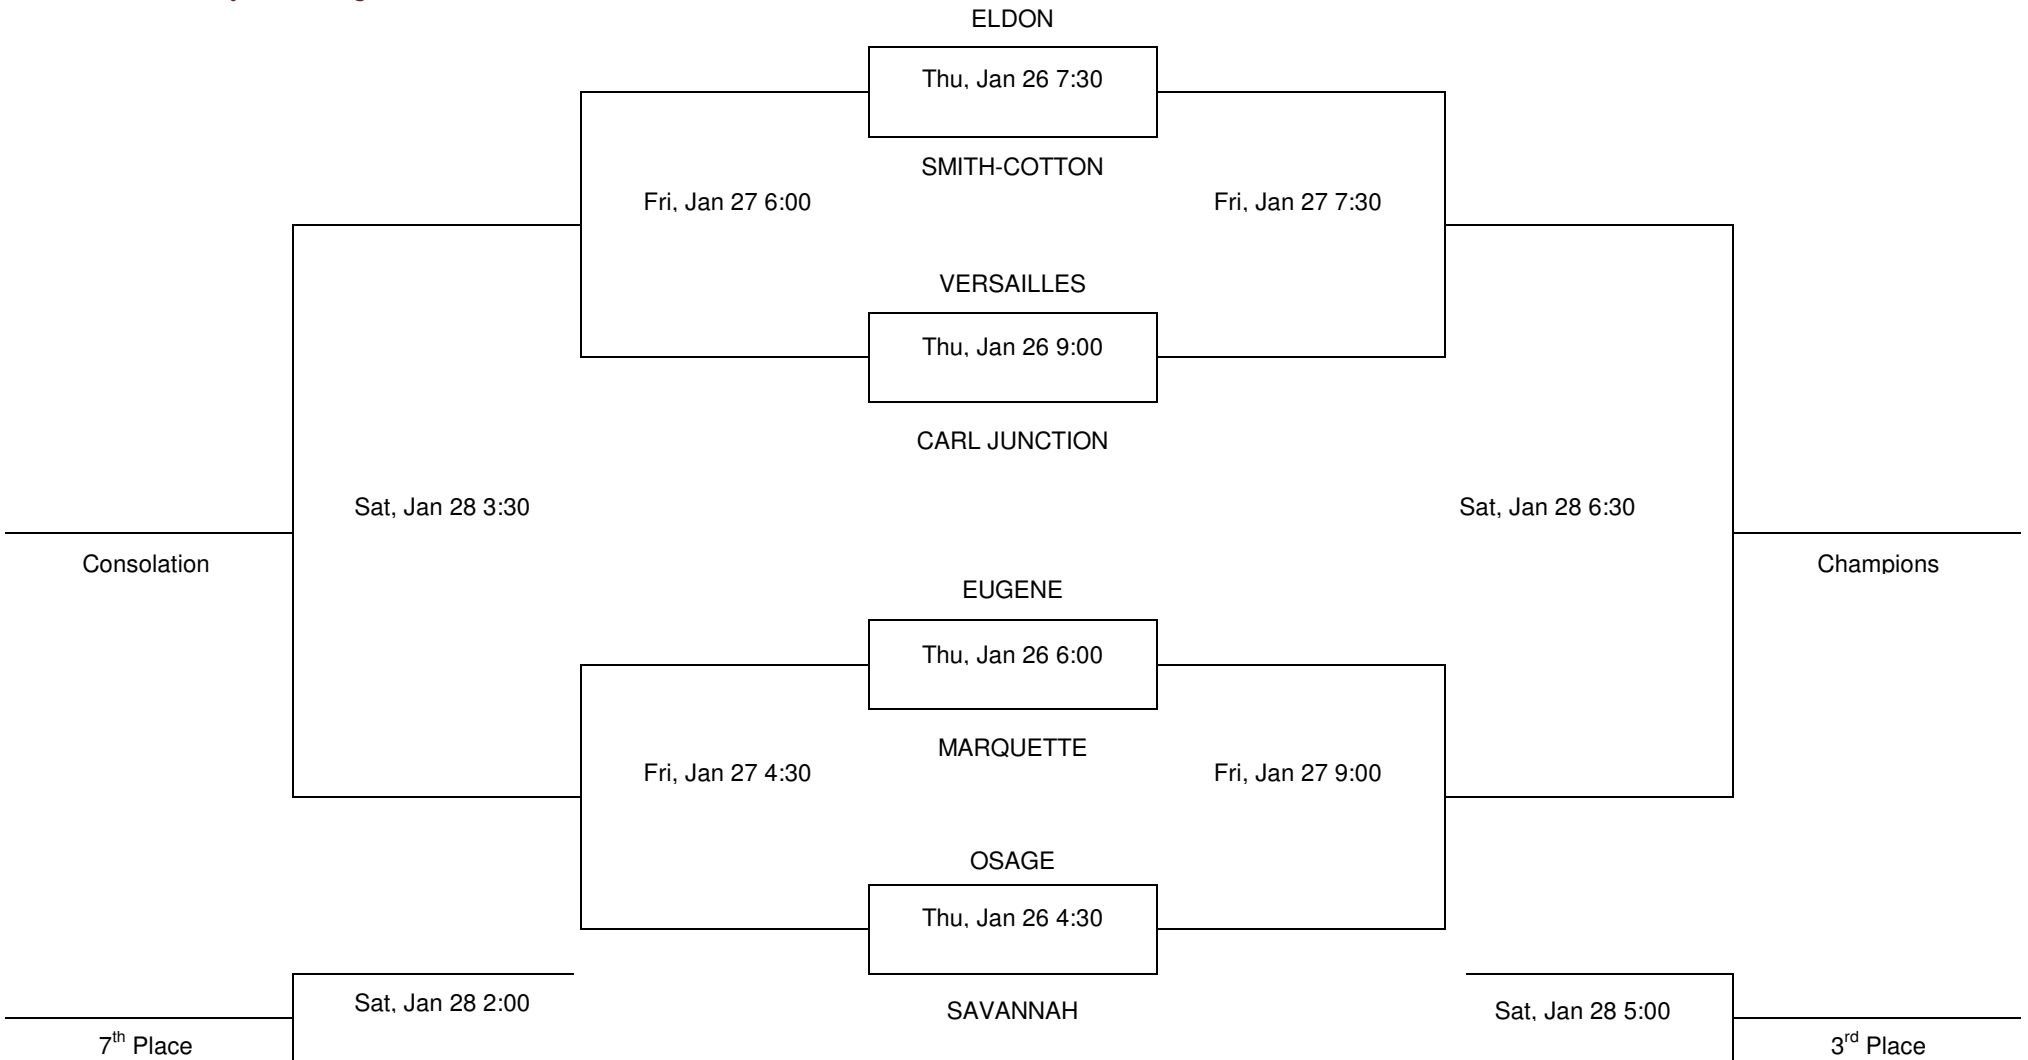 ELDON
Thu, Jan 26 7:30
SMITH-COTTON
Fri, Jan 27 6:00
Fri, Jan 27 7:30
VERSAILLES
Thu, Jan 26 9:00
CARL JUNCTION
Sat, Jan 28 3:30
Sat, Jan 28 6:30
Consolation
Champions
EUGENE
Thu, Jan 26 6:00
MARQUETTE
Fri, Jan 27 4:30
Fri, Jan 27 9:00
OSAGE
Thu, Jan 26 4:30
Sat, Jan 28 2:00
SAVANNAH
Sat, Jan 28 5:00
7th Place
3rd Place